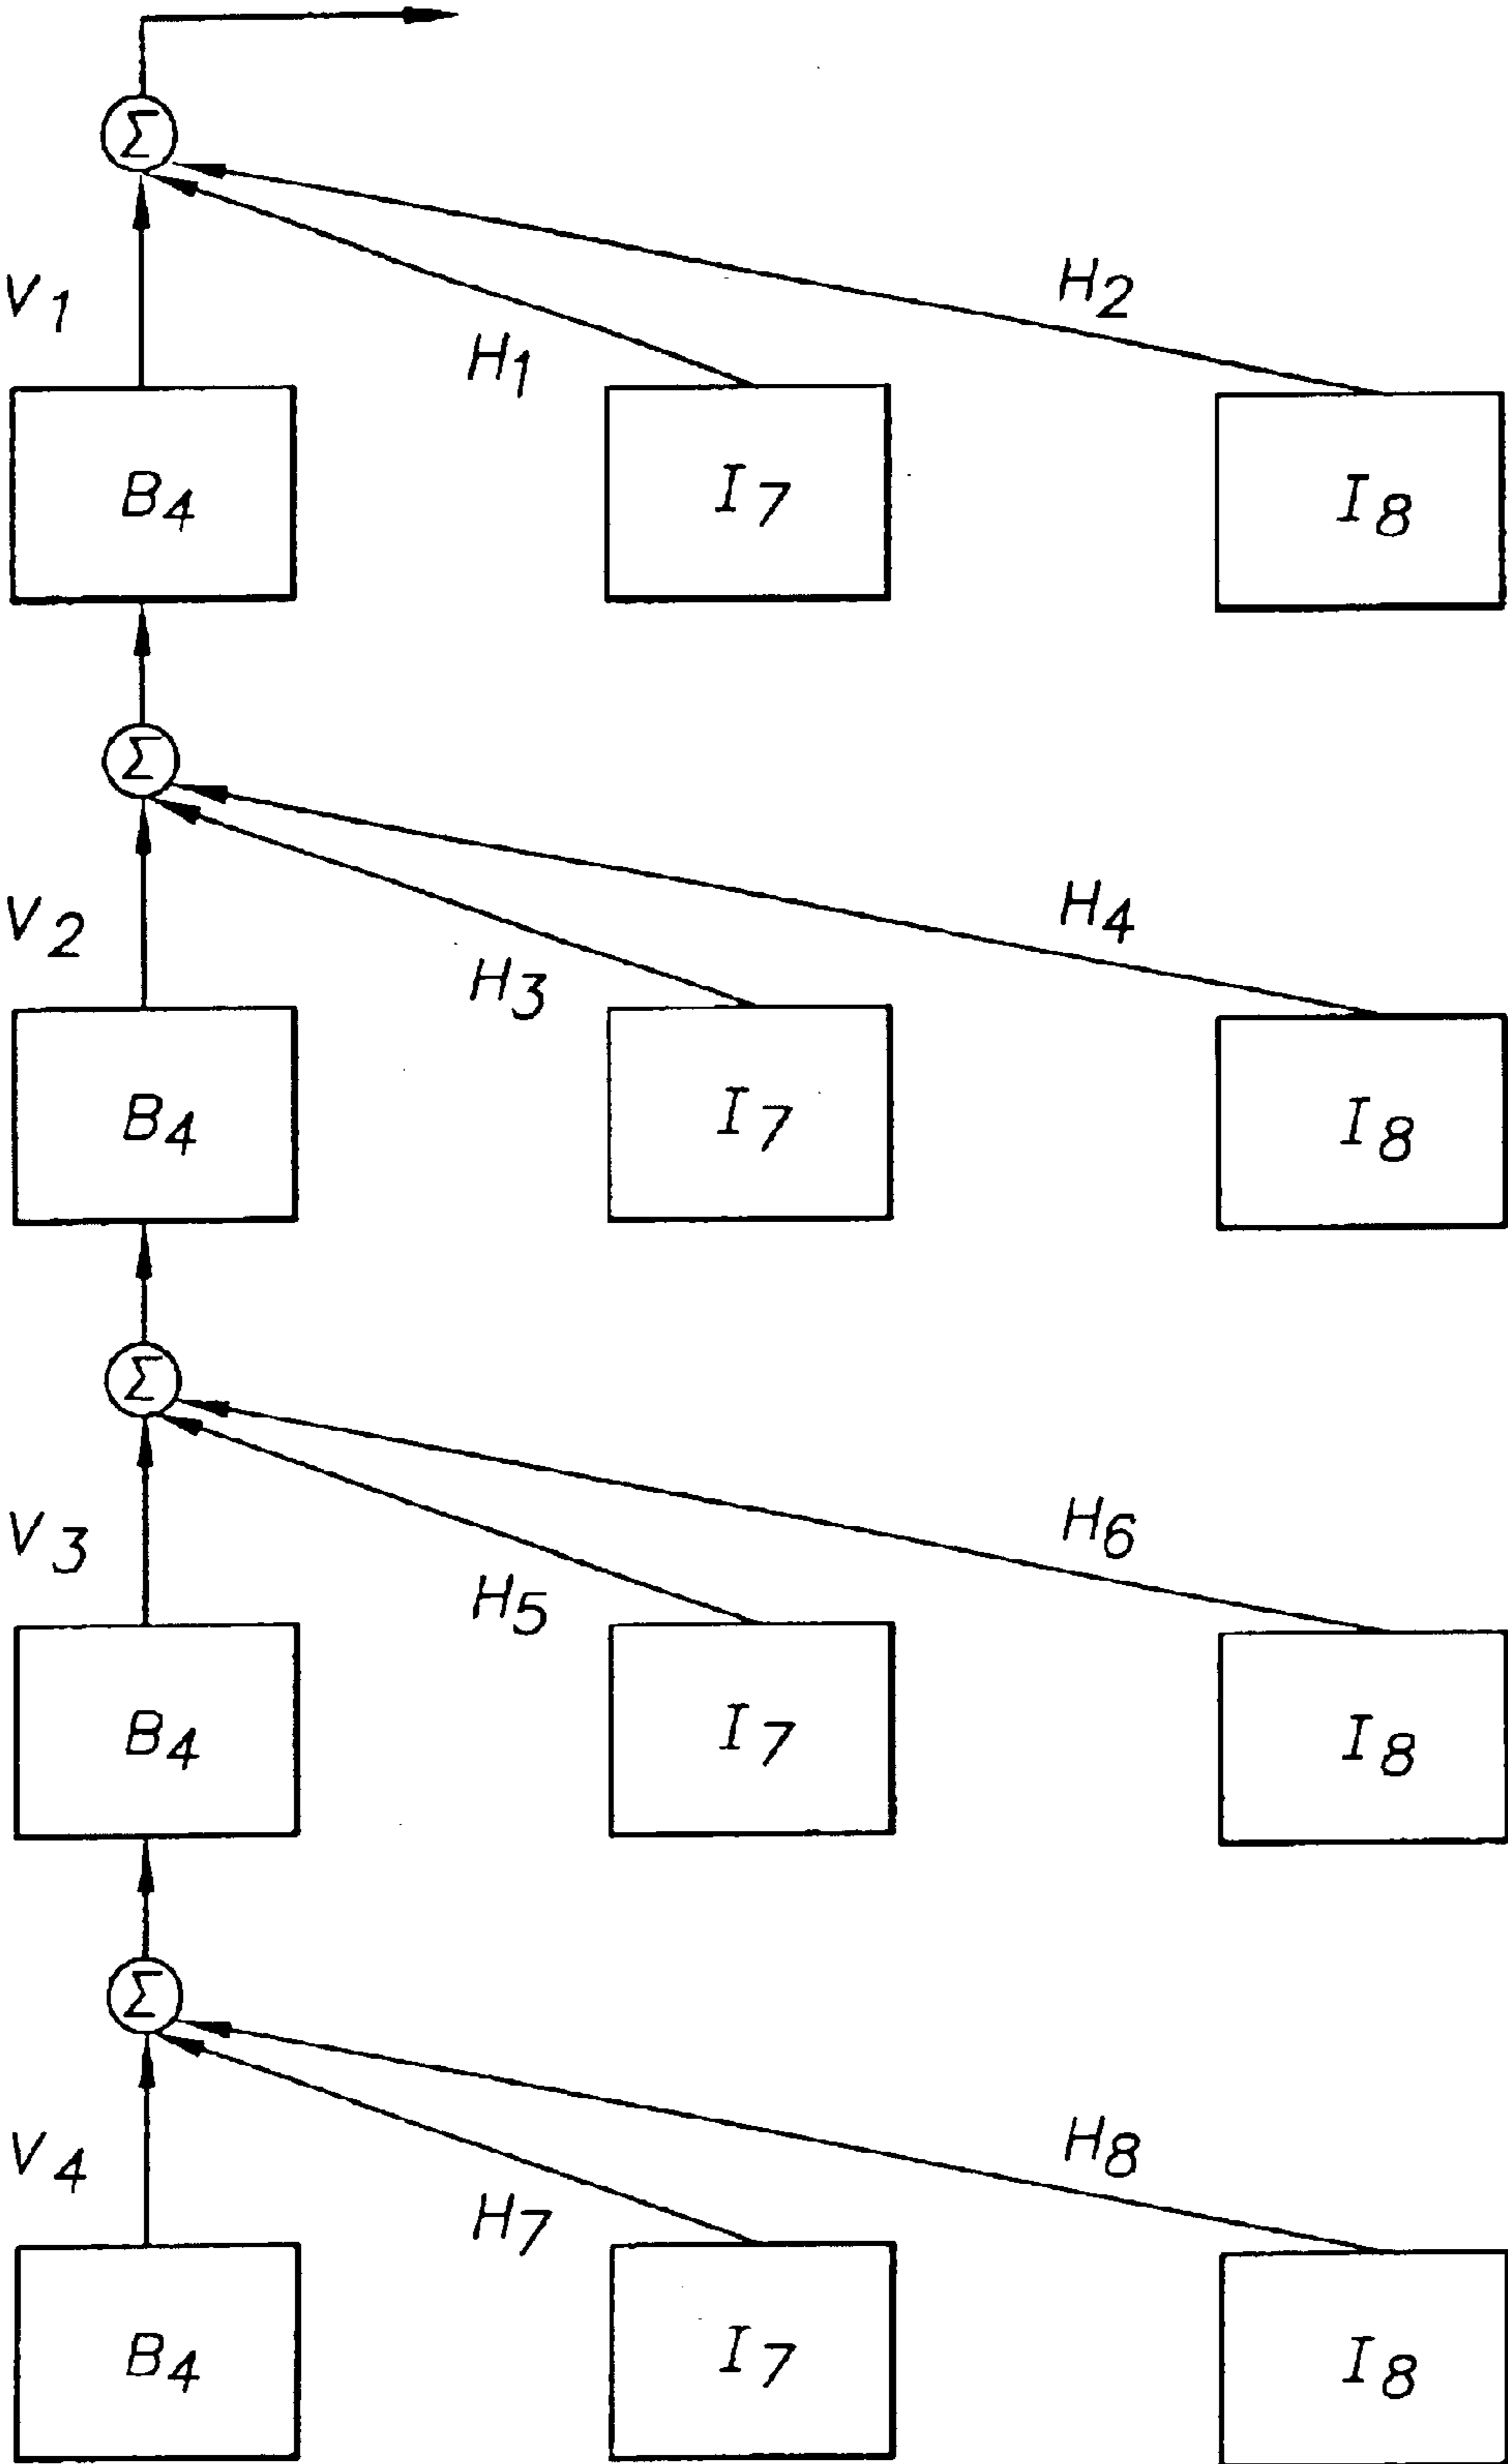 Σ
V1 H1 H2
B4 I7 I8
Σ
V2 H3 H4
B4 I7 I8
Σ
V3 H5 H6
B4 I7 I8
Σ
V4 H7 H8
B4 I7 I8